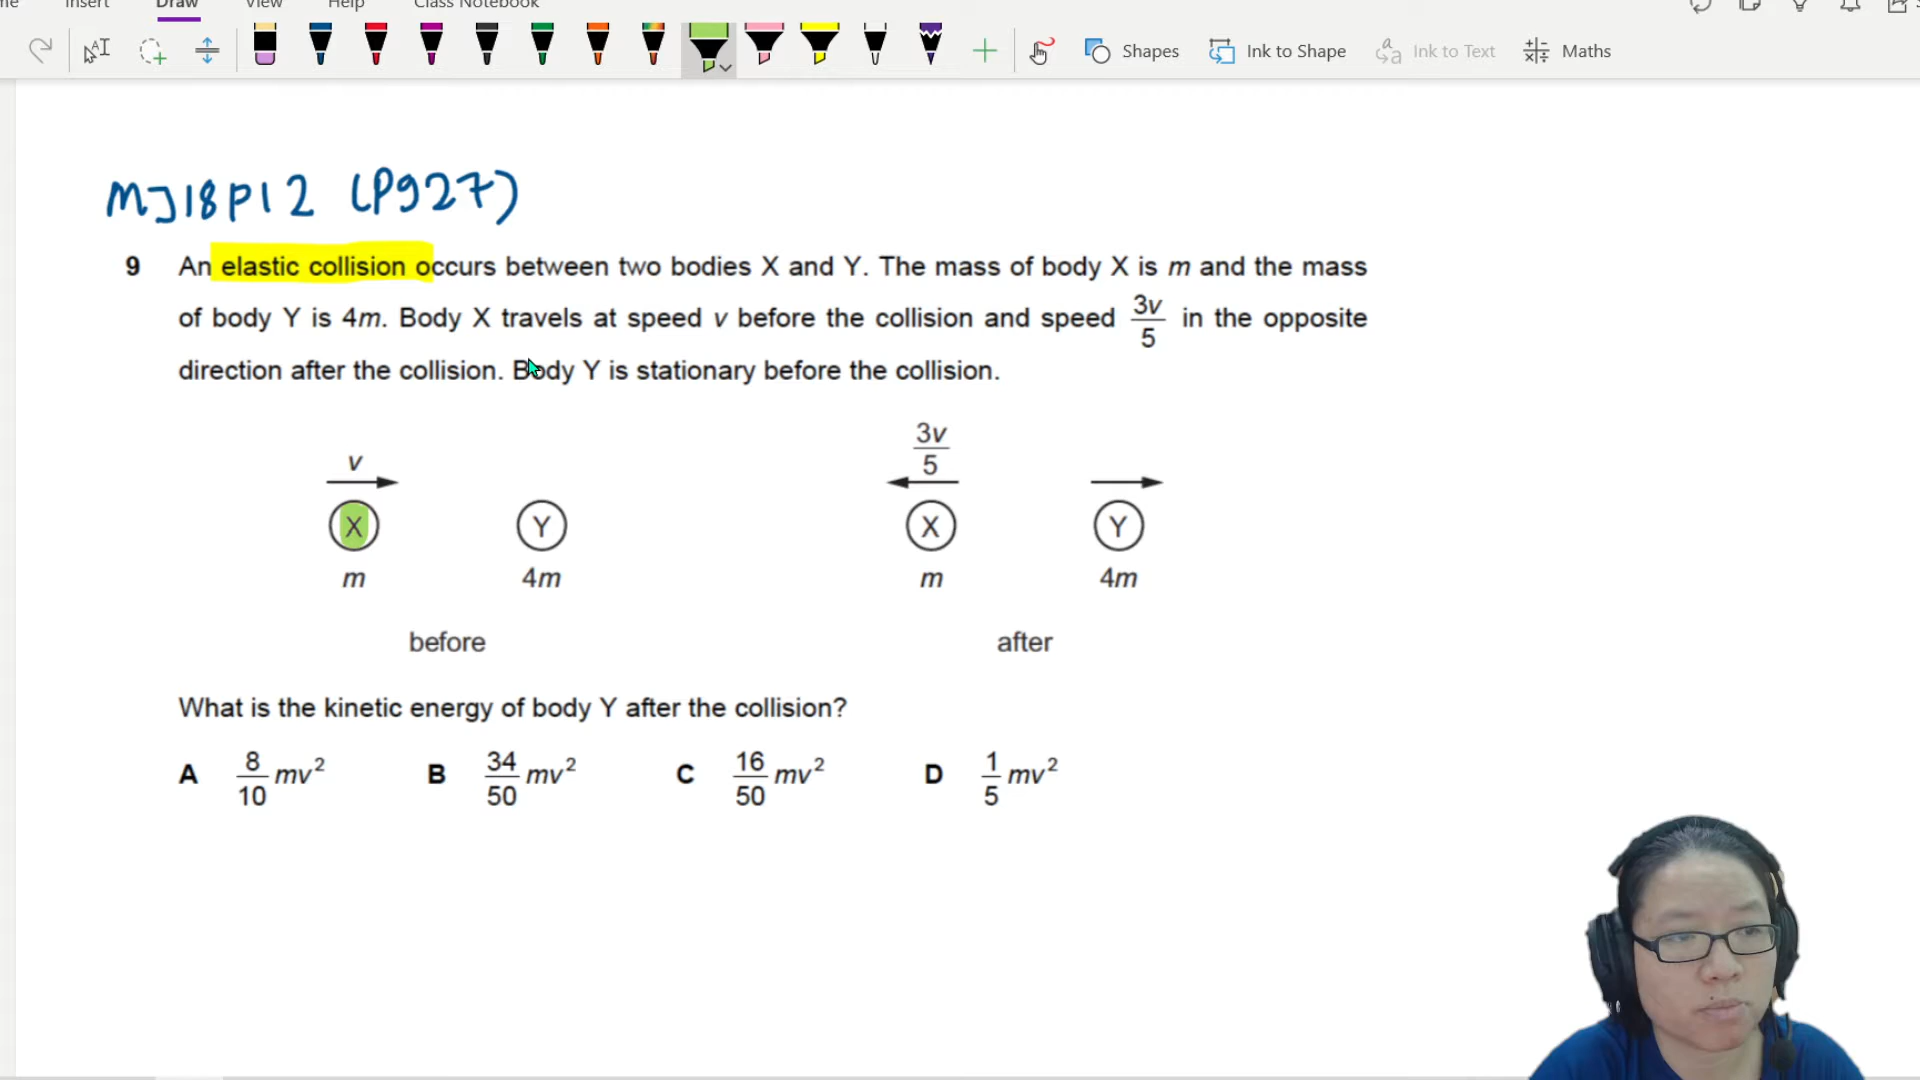 Insert Draw View Help Class Notebook
Shapes Ink to Shape Ink to Text Maths
MJ18P12 (Pg27)
9 An elastic collision occurs between two bodies X and Y. The mass of body X is m and the mass
of body Y is 4m. Body X travels at speed v before the collision and speed 3v/5 in the opposite
direction after the collision. Body Y is stationary before the collision.
v 3v/5
X Y X Y
m 4m m 4m
before after
What is the kinetic energy of body Y after the collision?
A 8/10 mv² B 34/50 mv² C 16/50 mv² D 1/5 mv²